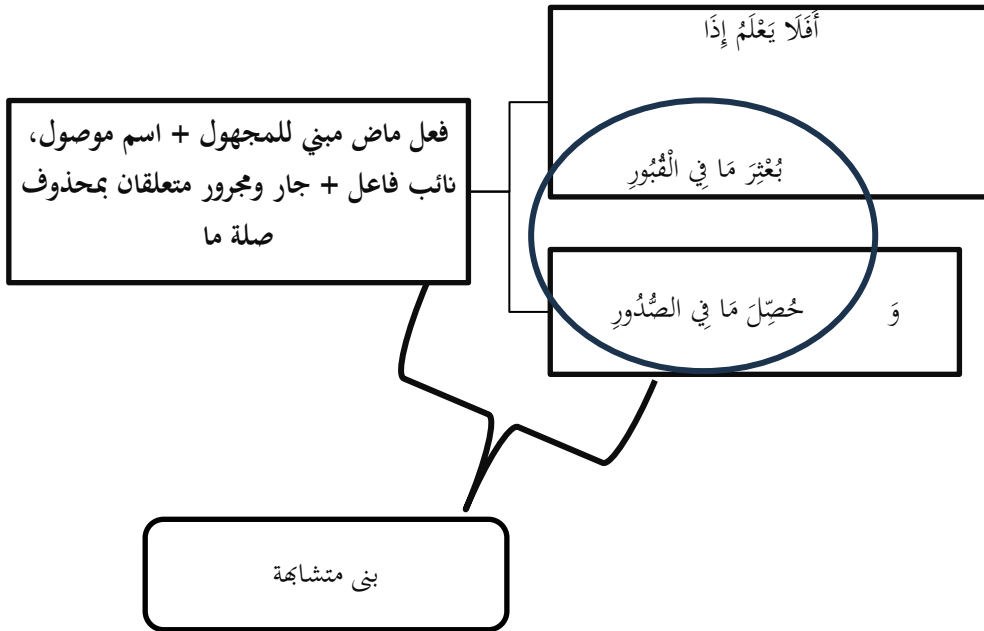 أَفَلَا يَعْلَمُ إِذَا
بُعْثِرَ مَا فِي الْقُبُورِ
وَ حُصِّلَ مَا فِي الصُّدُورِ
فعل ماض مبني للمجهول + اسم موصول،
نائب فاعل + جار ومجرور متعلقان بمحذوف
صلة ما
بنى متشابهة